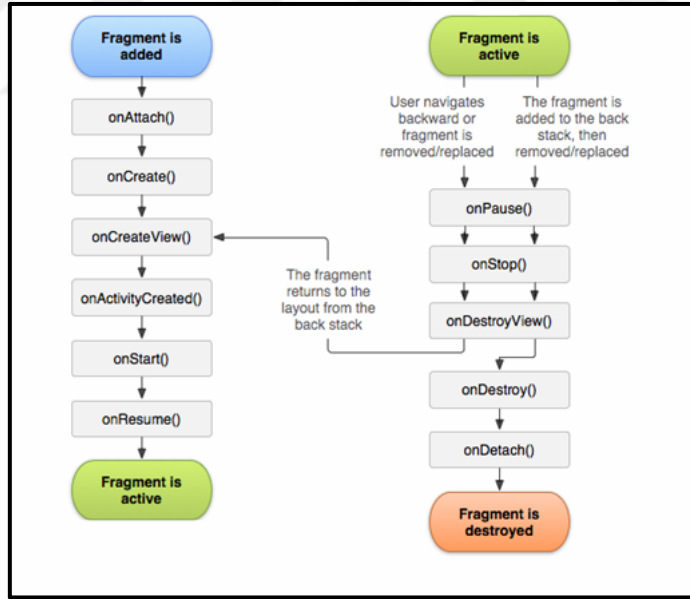 Fragment is
added
onAttach()
onCreate()
onCreateView()
onActivityCreated()
onStart()
onResume()
Fragment is
active
The fragment
returns to the
layout from the
back stack
Fragment is
active
User navigates
backward or
fragment is
removed/replaced
The fragment is
added to the back
stack, then
removed/replaced
onPause()
onStop()
onDestroyView()
onDestroy()
onDetach()
Fragment is
destroyed